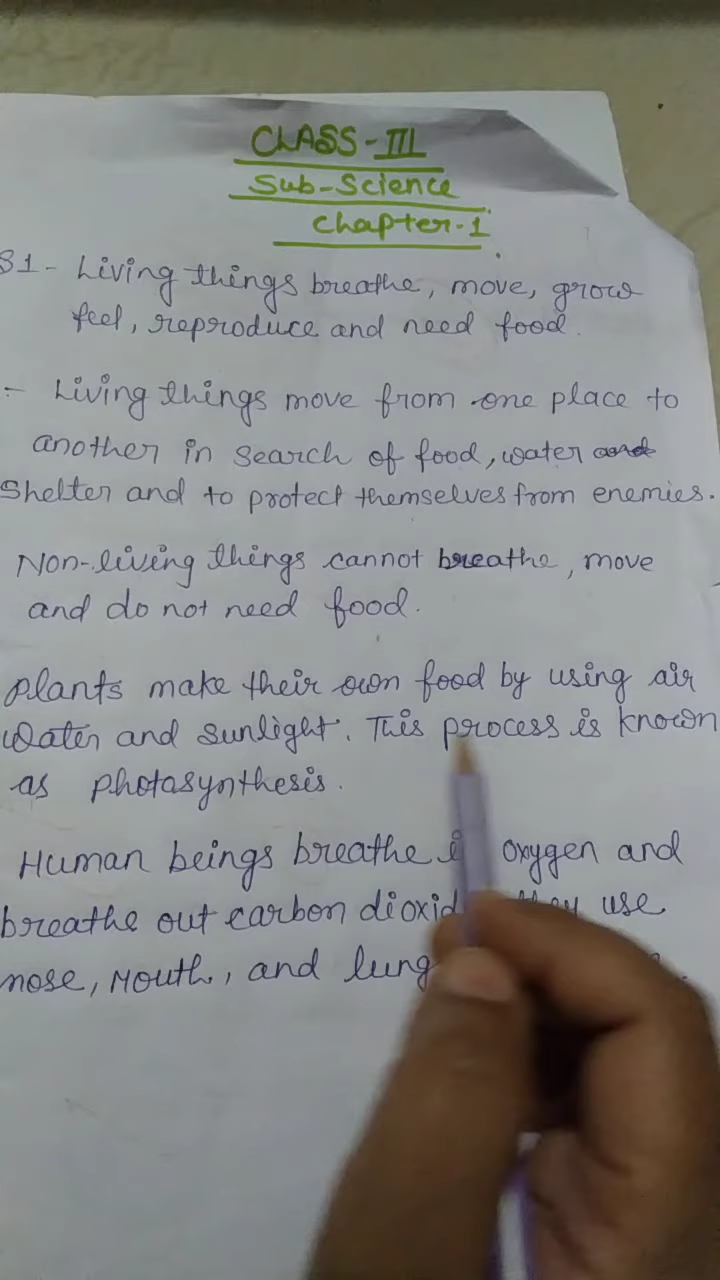 CLASS-III
Sub-Science
Chapter-1
S1- Living things breathe, move, grow
feel, reproduce and need food.
- Living things move from one place to
another in search of food, water and
Shelter and to protect themselves from enemies.
Non-living things cannot breathe, move
and do not need food.
Plants make their own food by using air
Water and Sunlight. This process is known
as photasynthesis.
Human beings breathe oxygen and
breathe out carbon use
nose, Mouth, and